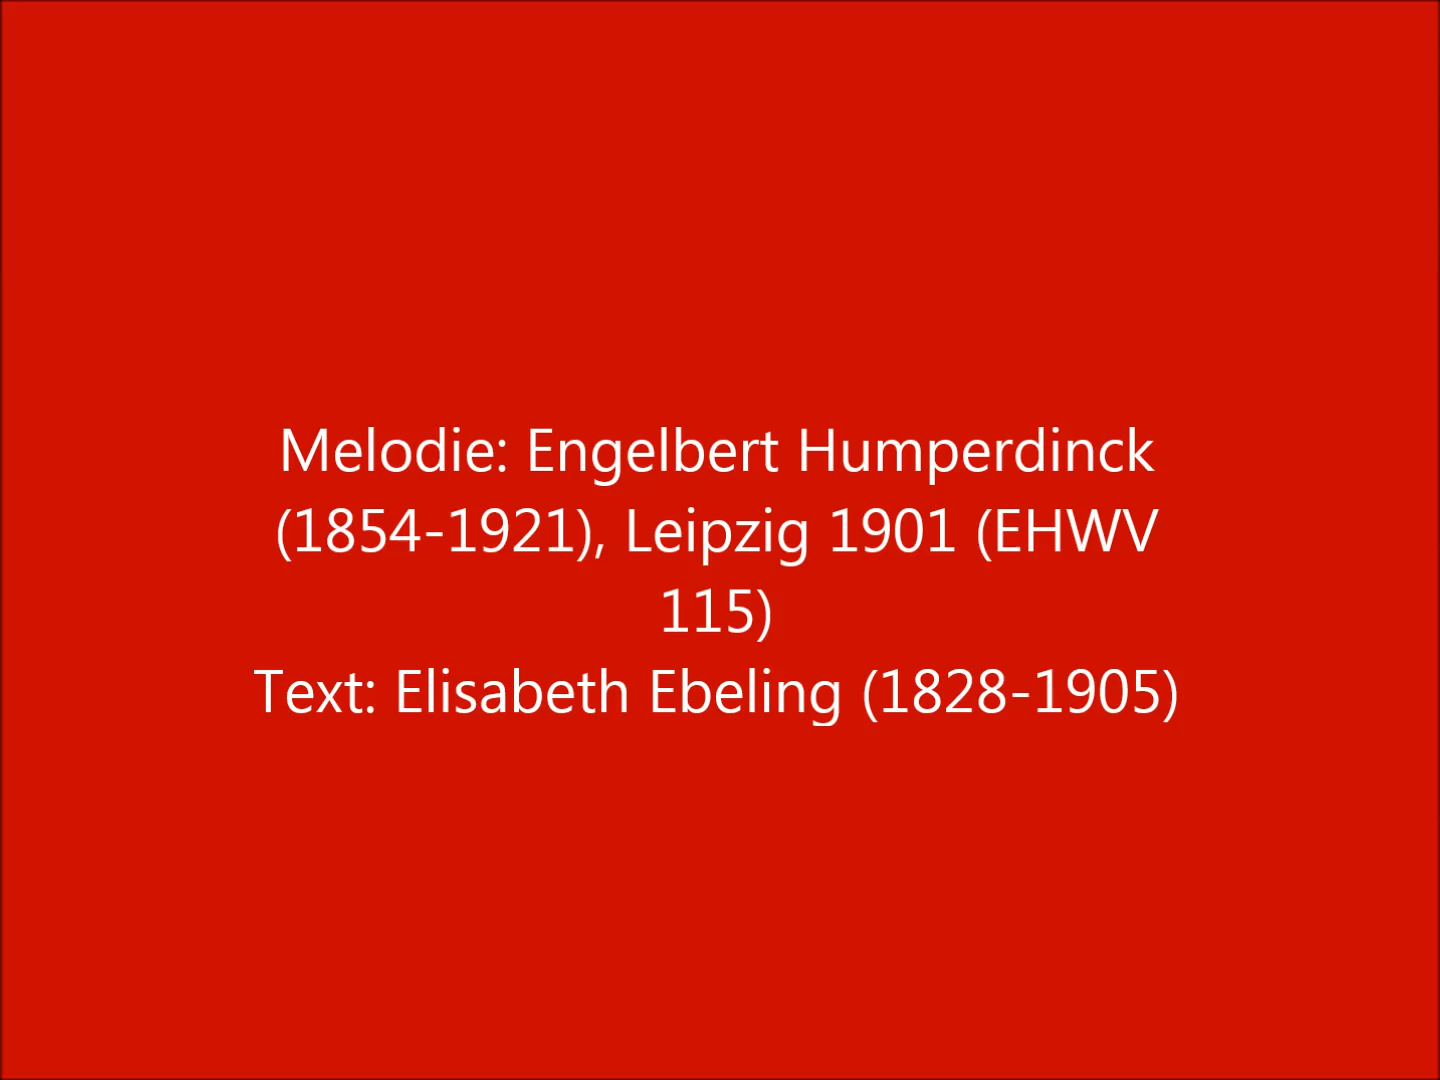 Melodie: Engelbert Humperdinck
(1854-1921), Leipzig 1901 (EHWV
115)
Text: Elisabeth Ebeling (1828-1905)